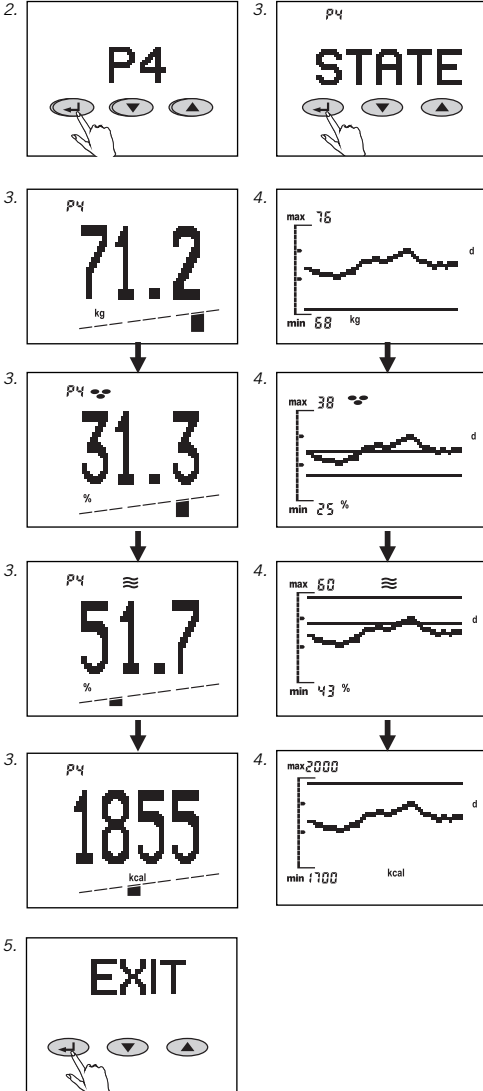 2.
P4
3.
P4
STATE
3.
P4
71.2
kg
4.
max 76
d
min 68 kg
3.
P4
31.3
%
4.
max 38
d
min 25 %
3.
P4
51.7
%
4.
max 60
d
min 43 %
3.
P4
1855
kcal
4.
max 2000
d
min 1700 kcal
5.
EXIT